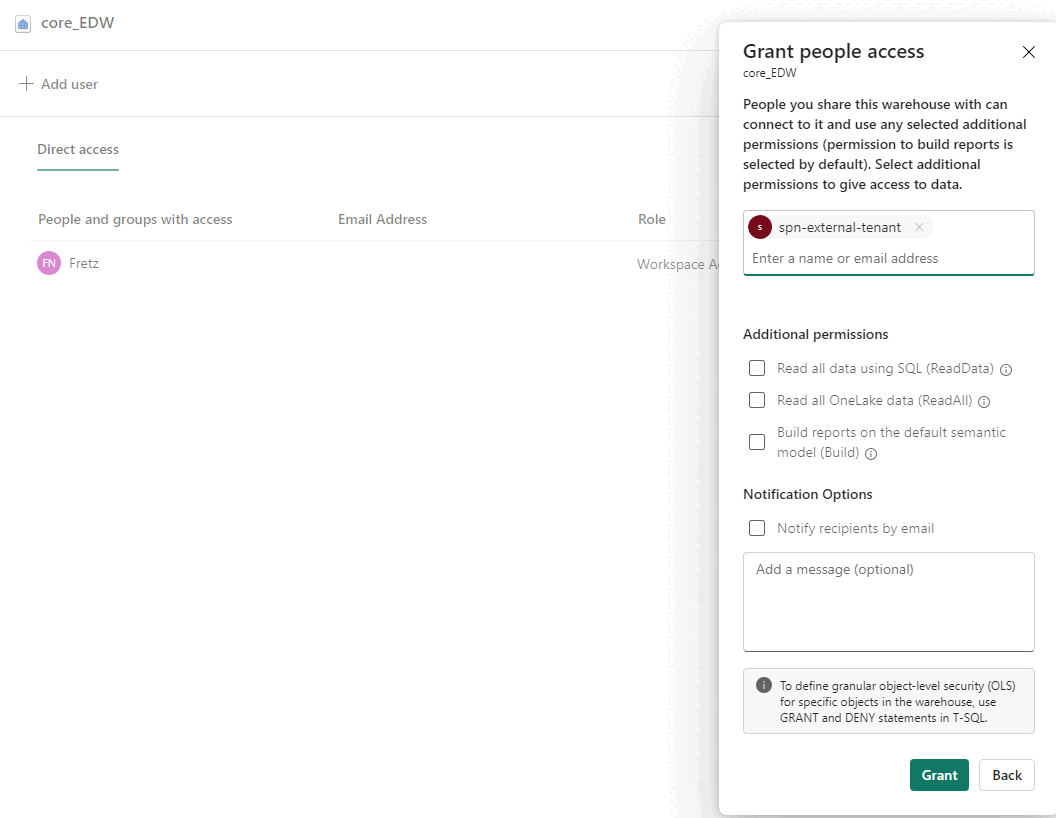 core_EDW
Add user
Direct access
People and groups with access Email Address Role
FN Fretz Workspace
Grant people access
core_EDW
People you share this warehouse with can
connect to it and use any selected additional
permissions (permission to build reports is
selected by default). Select additional
permissions to give access to data.
s spn-external-tenant
Enter a name or email address
Additional permissions
Read all data using SQL (ReadData)
Read all OneLake data (ReadAll)
Build reports on the default semantic
model (Build)
Notification Options
Notify recipients by email
Add a message (optional)
To define granular object-level security (OLS)
for specific objects in the warehouse, use
GRANT and DENY statements in T-SQL.
Grant Back